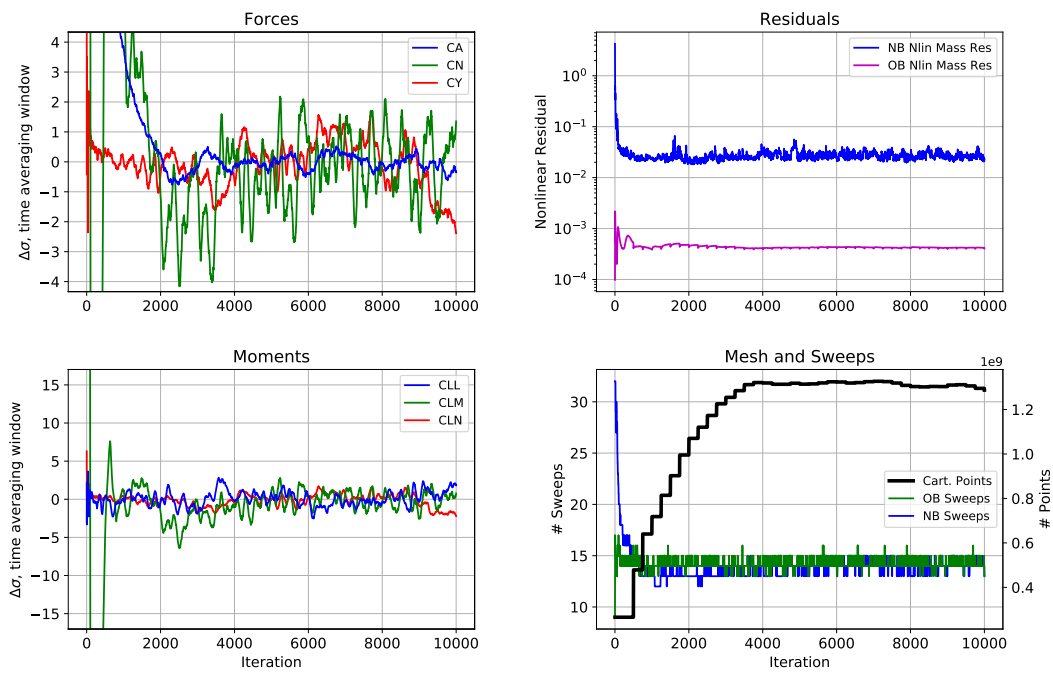 Forces
Δσ, time averaging window
4
3
2
1
0
−1
−2
−3
−4
0 2000 4000 6000 8000 10000
CA
CN
CY
Residuals
Nonlinear Residual
10⁰
10⁻¹
10⁻²
10⁻³
10⁻⁴
0 2000 4000 6000 8000 10000
NB Nlin Mass Res
OB Nlin Mass Res
Moments
Δσ, time averaging window
15
10
5
0
−5
−10
−15
0 2000 4000 6000 8000 10000
Iteration
CLL
CLM
CLN
Mesh and Sweeps
1e9
# Sweeps
30
25
20
15
10
0 2000 4000 6000 8000 10000
Iteration
Cart. Points
OB Sweeps
NB Sweeps
1.2
1.0
0.8
0.6
0.4
# Points